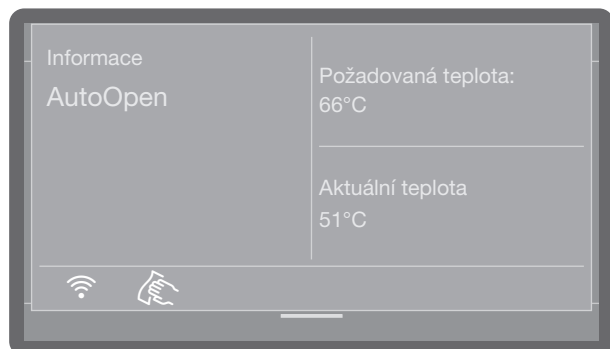 Informace
AutoOpen
Požadovaná teplota:
66°C
Aktuální teplota
51°C